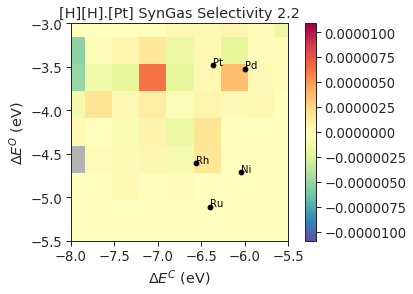 [H][H].[Pt] SynGas Selectivity 2.2
−3.0
−3.5
−4.0
−4.5
−5.0
−5.5
ΔE^O (eV)
−8.0 −7.5 −7.0 −6.5 −6.0 −5.5
ΔE^C (eV)
Pt
Pd
Rh
Ni
Ru
0.0000100
0.0000075
0.0000050
0.0000025
0.0000000
−0.0000025
−0.0000050
−0.0000075
−0.0000100